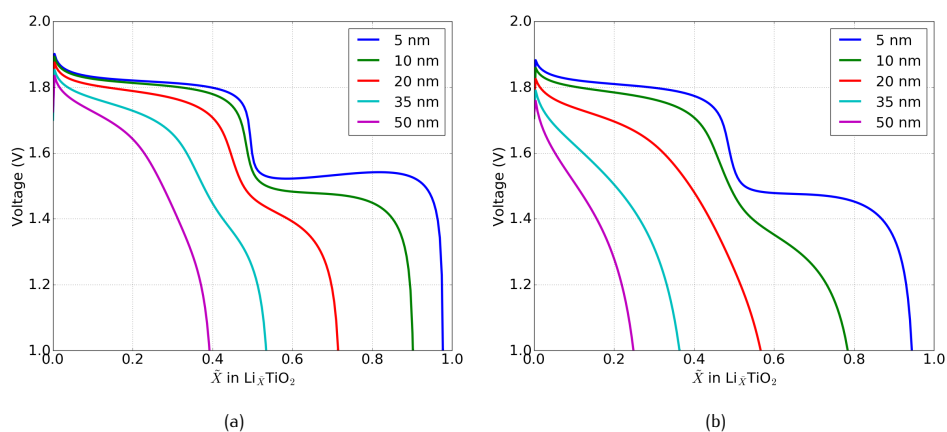 2.0
1.8
1.6
1.4
1.2
1.0
Voltage (V)
0.0 0.2 0.4 0.6 0.8 1.0
X̃ in Li_X̃TiO₂
5 nm
10 nm
20 nm
35 nm
50 nm
(a)
2.0
1.8
1.6
1.4
1.2
1.0
Voltage (V)
0.0 0.2 0.4 0.6 0.8 1.0
X̃ in Li_X̃TiO₂
5 nm
10 nm
20 nm
35 nm
50 nm
(b)